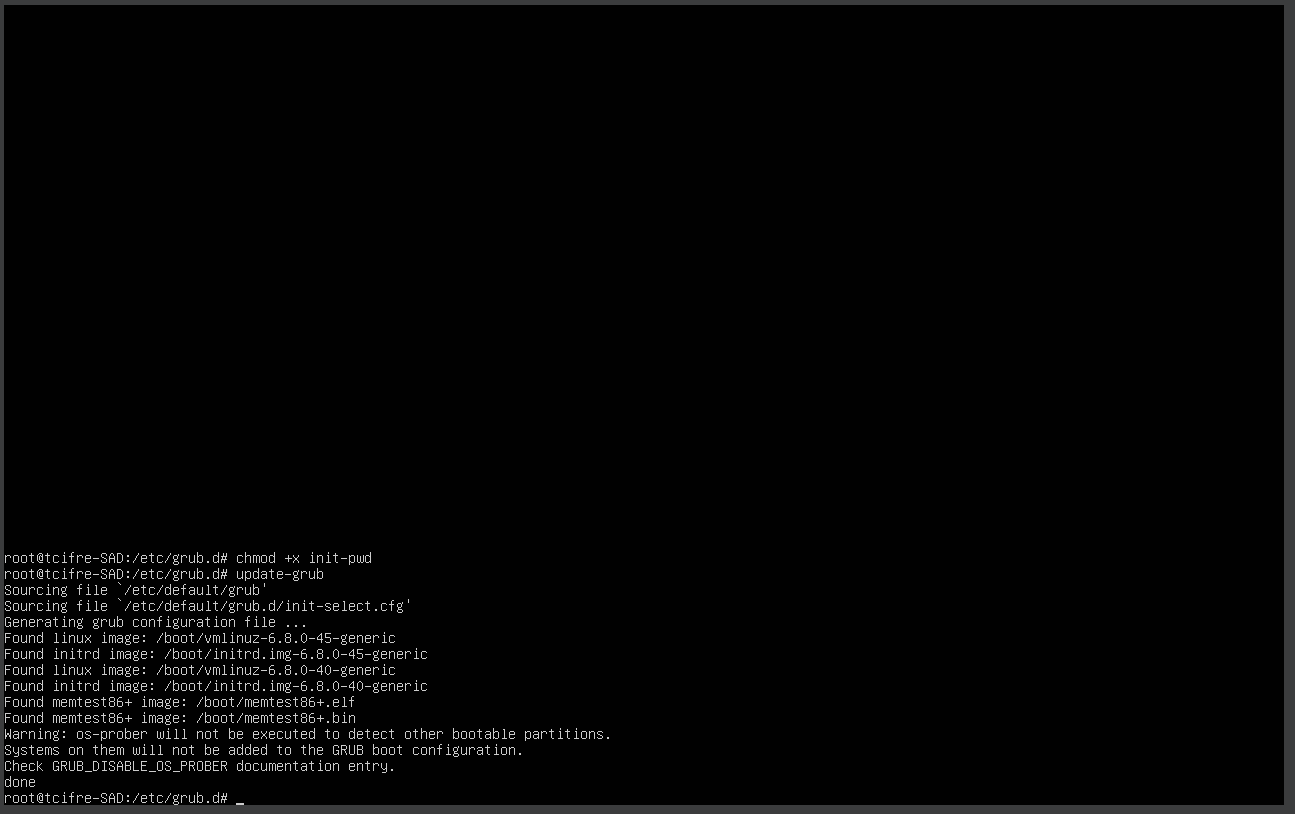 root@tcifre-SAD:/etc/grub.d# chmod +x init-pwd
root@tcifre-SAD:/etc/grub.d# update-grub
Sourcing file `/etc/default/grub'
Sourcing file `/etc/default/grub.d/init-select.cfg'
Generating grub configuration file ...
Found linux image: /boot/vmlinuz-6.8.0-45-generic
Found initrd image: /boot/initrd.img-6.8.0-45-generic
Found linux image: /boot/vmlinuz-6.8.0-40-generic
Found initrd image: /boot/initrd.img-6.8.0-40-generic
Found memtest86+ image: /boot/memtest86+.elf
Found memtest86+ image: /boot/memtest86+.bin
Warning: os-prober will not be executed to detect other bootable partitions.
Systems on them will not be added to the GRUB boot configuration.
Check GRUB_DISABLE_OS_PROBER documentation entry.
done
root@tcifre-SAD:/etc/grub.d# _